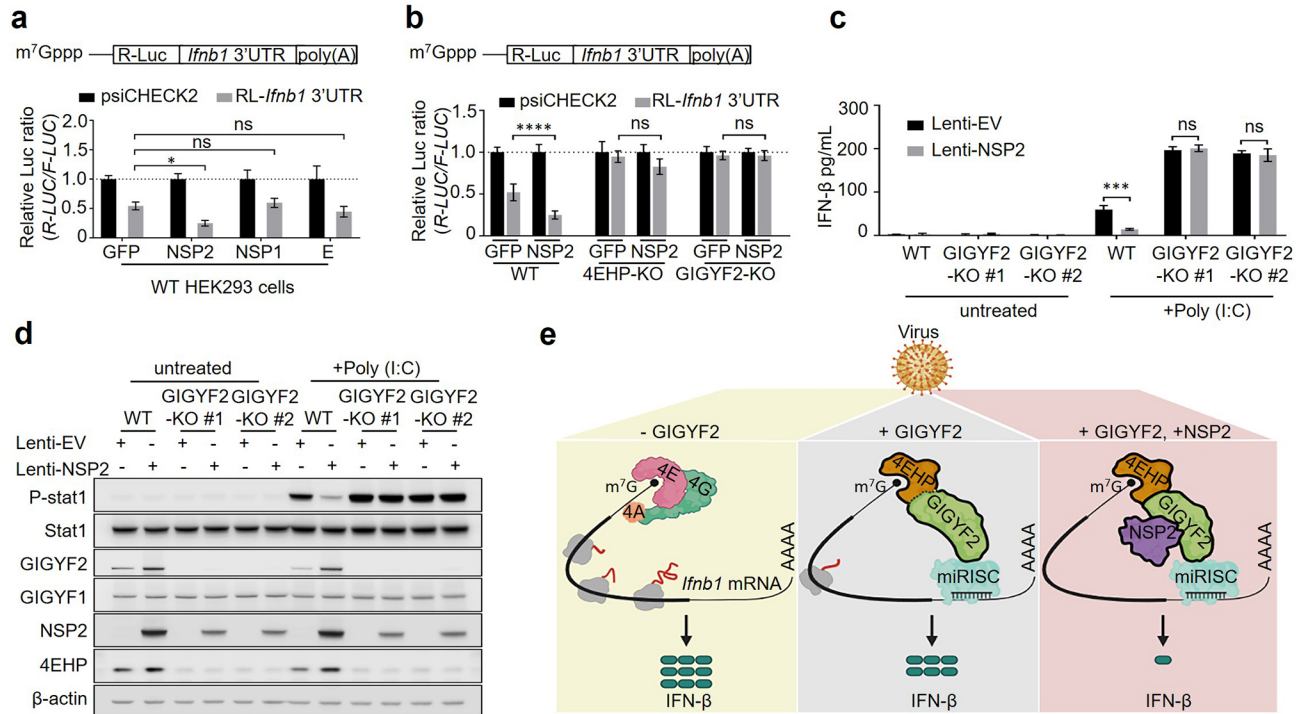 a
m⁷Gppp R-Luc Ifnb1 3'UTR poly(A)
psiCHECK2 RL-Ifnb1 3'UTR
Relative Luc ratio
(R-LUC/F-LUC)
2.0
1.5
1.0
0.5
0
ns
ns
*
GFP NSP2 NSP1 E
WT HEK293 cells
b
m⁷Gppp R-Luc Ifnb1 3'UTR poly(A)
psiCHECK2 RL-Ifnb1 3'UTR
Relative Luc ratio
(R-LUC/F-LUC)
1.5
1.0
0.5
0
**** ns ns
GFP NSP2 GFP NSP2 GFP NSP2
WT 4EHP-KO GIGYF2-KO
c
IFN-β pg/mL
300
200
100
0
Lenti-EV
Lenti-NSP2
*** ns ns
WT GIGYF2 GIGYF2 WT GIGYF2 GIGYF2
-KO #1 -KO #2 -KO #1 -KO #2
untreated +Poly (I:C)
d
untreated +Poly (I:C)
WT GIGYF2 GIGYF2 WT GIGYF2 GIGYF2
-KO #1 -KO #2 -KO #1 -KO #2
Lenti-EV + - + - + - + - + - + -
Lenti-NSP2 - + - + - + - + - + - +
P-stat1
Stat1
GIGYF2
GIGYF1
NSP2
4EHP
β-actin
e
Virus
- GIGYF2
4E
4G
m⁷G
4A
AAAA
Ifnb1 mRNA
IFN-β
+ GIGYF2
4EHP
m⁷G
GIGYF2
AAAA
miRISC
IFN-β
+ GIGYF2, +NSP2
4EHP
m⁷G
GIGYF2
NSP2
AAAA
miRISC
IFN-β